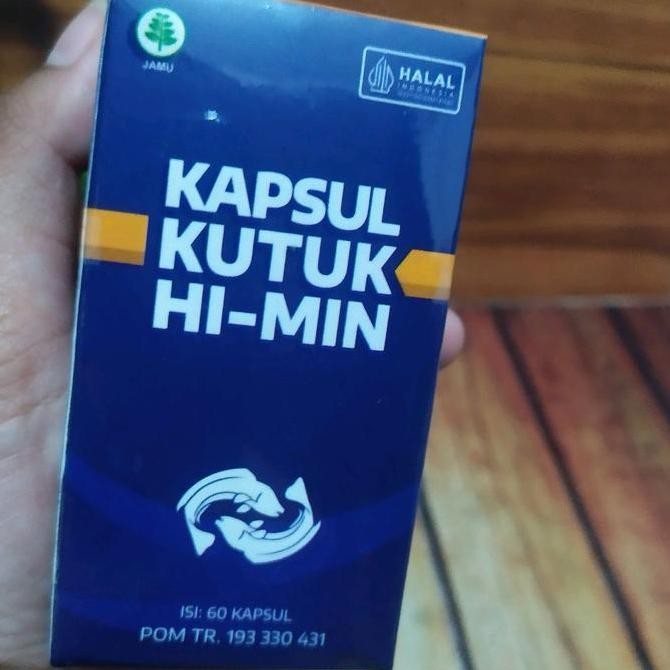 JAMU
HALAL
INDONESIA
KAPSUL
KUTUK
HI-MIN
ISI: 60 KAPSUL
POM TR. 193 330 431